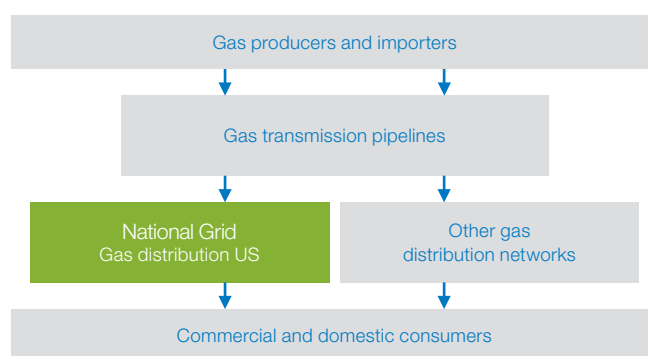 Gas producers and importers
Gas transmission pipelines
National Grid
Gas distribution US
Other gas
distribution networks
Commercial and domestic consumers